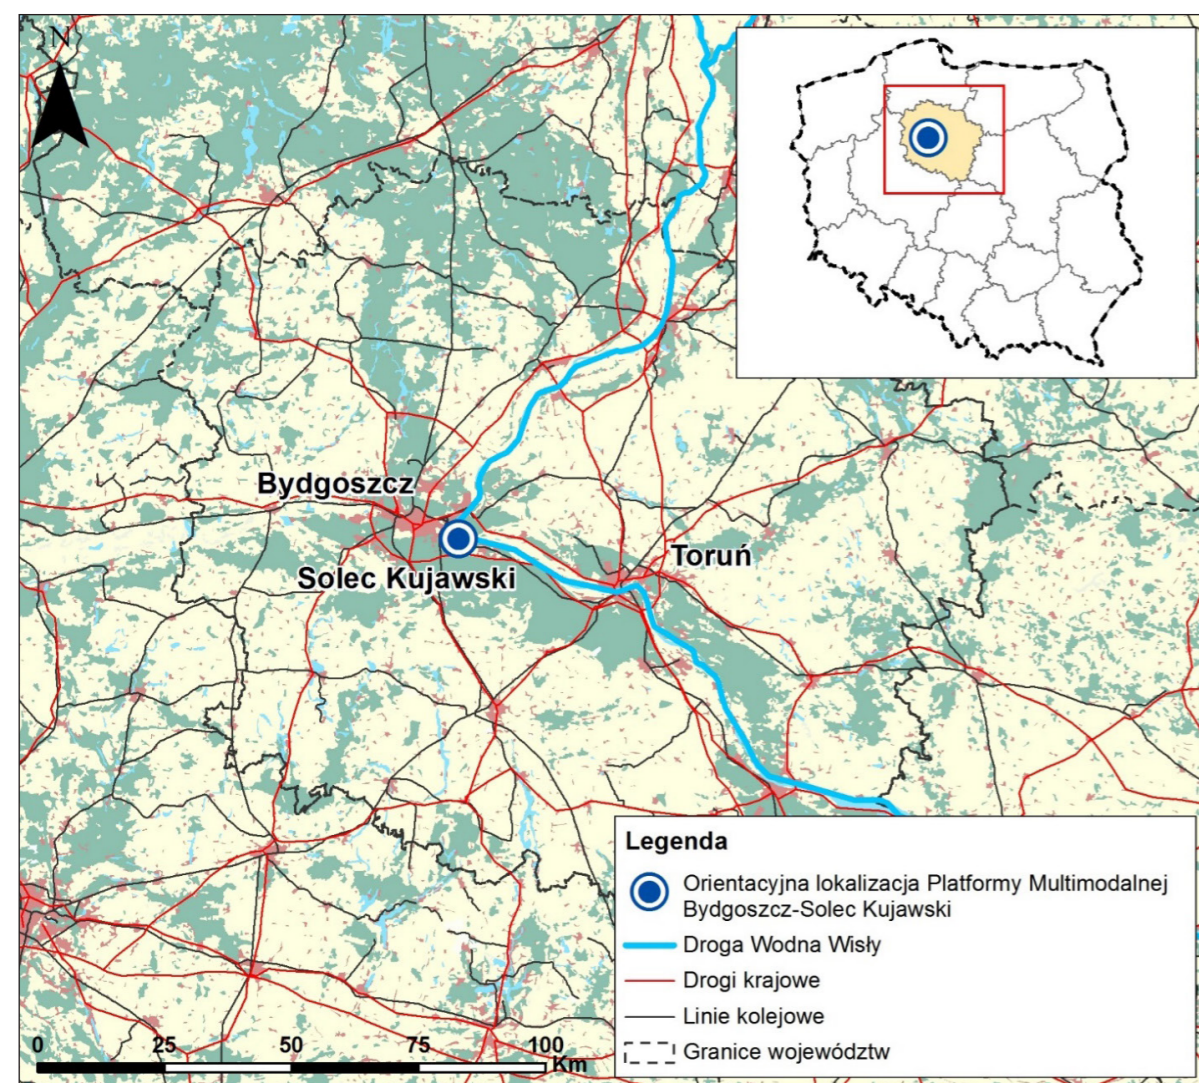 N
Bydgoszcz
Solec Kujawski
Toruń
Legenda
Orientacyjna lokalizacja Platformy Multimodalnej
Bydgoszcz-Solec Kujawski
Droga Wodna Wisły
Drogi krajowe
Linie kolejowe
Granice województw
0 25 50 75 100
Km